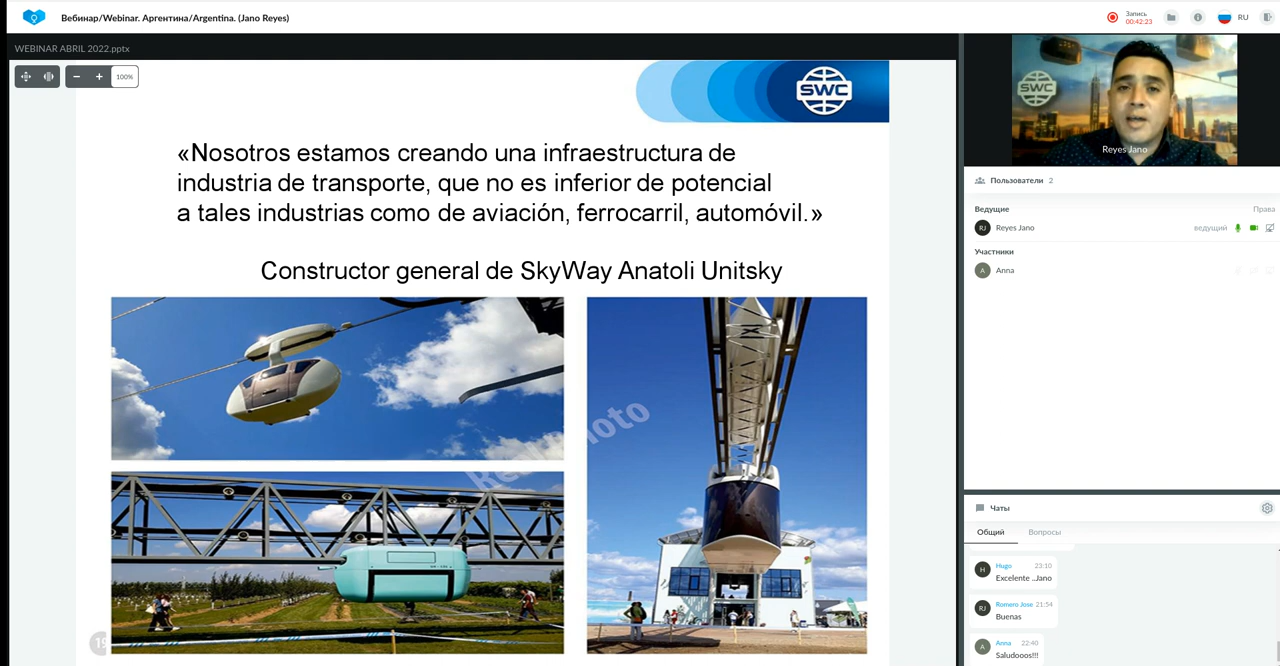 Вебинар/Webinar. Аргентина/Argentina. (Jano Reyes)
Запись
00:42:23
RU
WEBINAR ABRIL 2022.pptx
100%
SWC
«Nosotros estamos creando una infraestructura de
industria de transporte, que no es inferior de potencial
a tales industrias como de aviación, ferrocarril, automóvil.»
Constructor general de SkyWay Anatoli Unitsky
SWC
Reyes Jano
Пользователи 2
Ведущие
Права
RJ
Reyes Jano
ведущий
Участники
A
Anna
Чаты
Общий
Вопросы
H
Hugo 23:10
Excelente ..Jano
RJ
Romero Jose 21:54
Buenas
A
Anna 22:40
Saludooos!!!